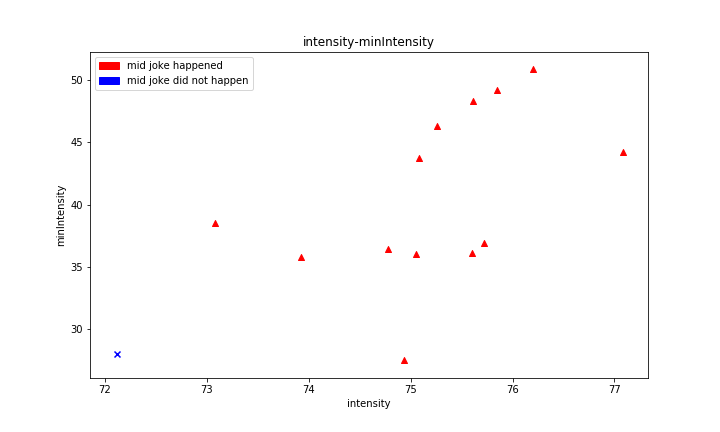 intensity-minIntensity
mid joke happened
mid joke did not happen
minIntensity
50
45
40
35
30
72 73 74 75 76 77
intensity